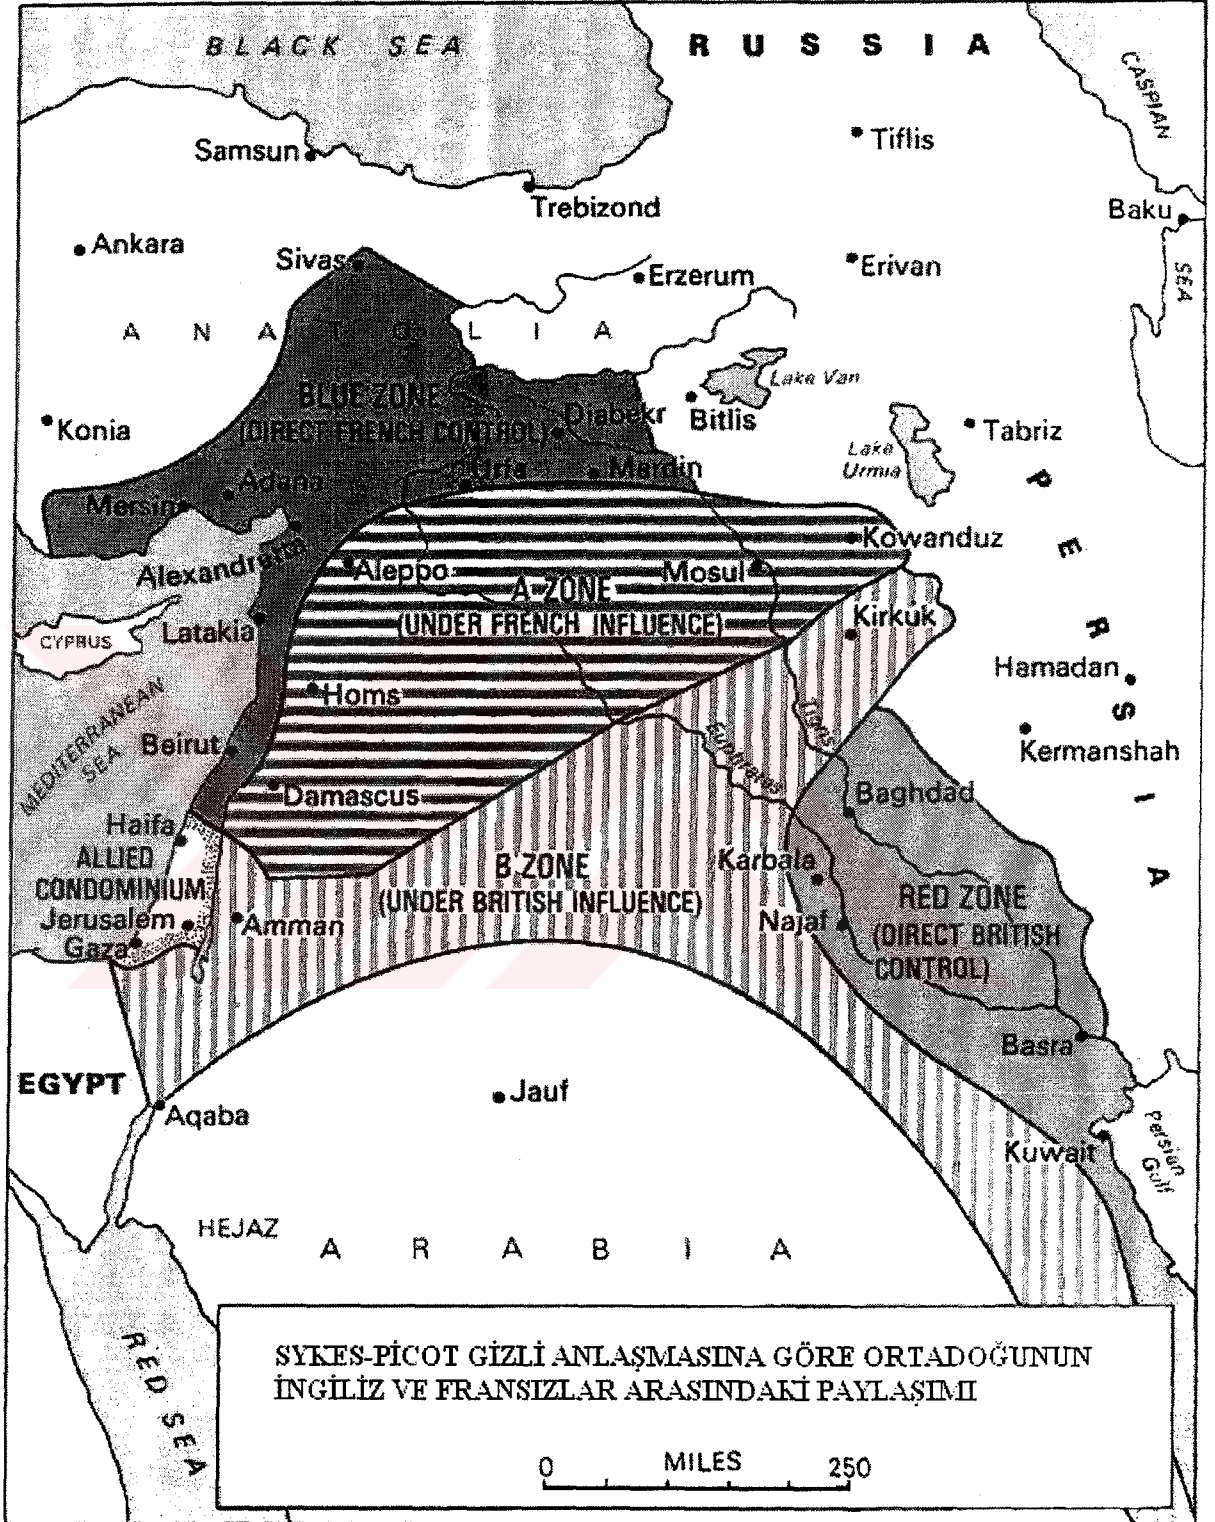 BLACK SEA
RUSSIA
CASPIAN
SEA
Samsun
Tiflis
Trebizond
Baku
Ankara
Sivas
Erzerum
Erivan
ANATOLIA
Lake Van
BLUE ZONE
(DIRECT FRENCH CONTROL)
Diabekr
Bitlis
Konia
Tabriz
Lake
Urmia
Urfa
Mardin
Adana
Mersin
PERSIA
Alexandretta
Aleppo
Mosul
Kowanduz
A ZONE
(UNDER FRENCH INFLUENCE)
Kirkuk
CYPRUS
Latakia
Hamadan
Homs
MEDITERRANEAN
SEA
Tigris
Euphrates
Beirut
Kermanshah
Damascus
Baghdad
Haifa
ALLIED
CONDOMINIUM
Jerusalem
Gaza
Amman
B ZONE
(UNDER BRITISH INFLUENCE)
Karbala
Najaf
RED ZONE
(DIRECT BRITISH
CONTROL)
Basra
EGYPT
Aqaba
Jauf
Kuwait
Persian
Gulf
HEJAZ
ARABIA
RED SEA
SYKES-PİCOT GİZLİ ANLAŞMASINA GÖRE ORTADOĞUNUN
İNGİLİZ VE FRANSIZLAR ARASINDAKİ PAYLAŞIMI
0 MILES 250